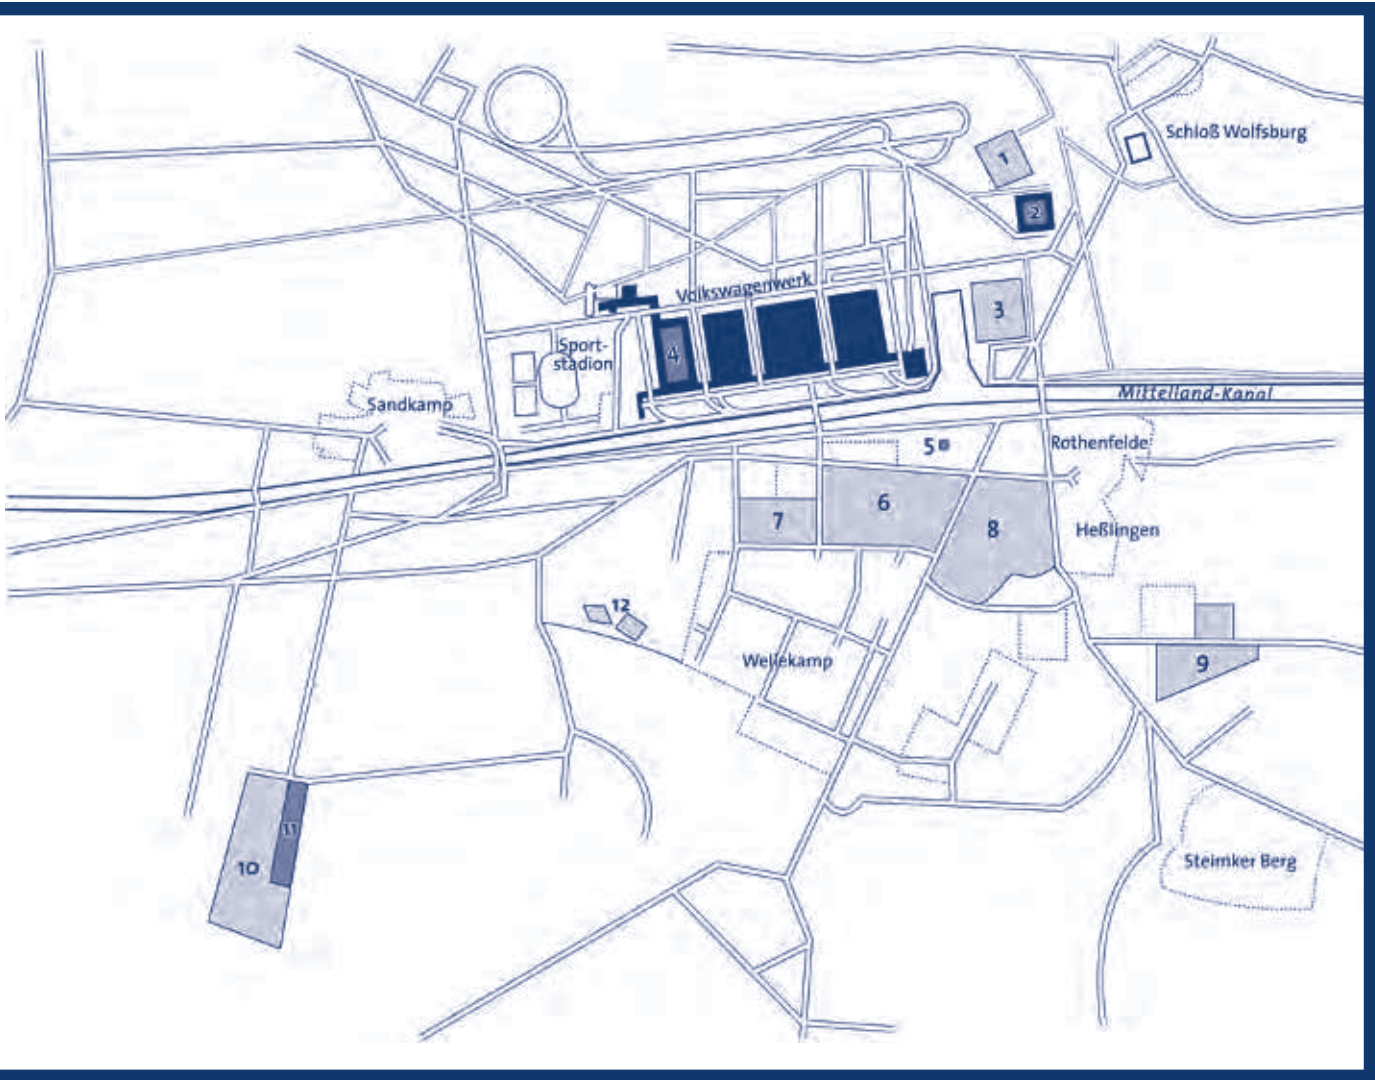 Schloß Wolfsburg
1
2
Volkswagenwerk
3
Sport-
stadion
4
Mittelland-Kanal
Sandkamp
5
Rothenfelde
6
7
8
Heßlingen
12
Wellekamp
9
11
10
Steimker Berg